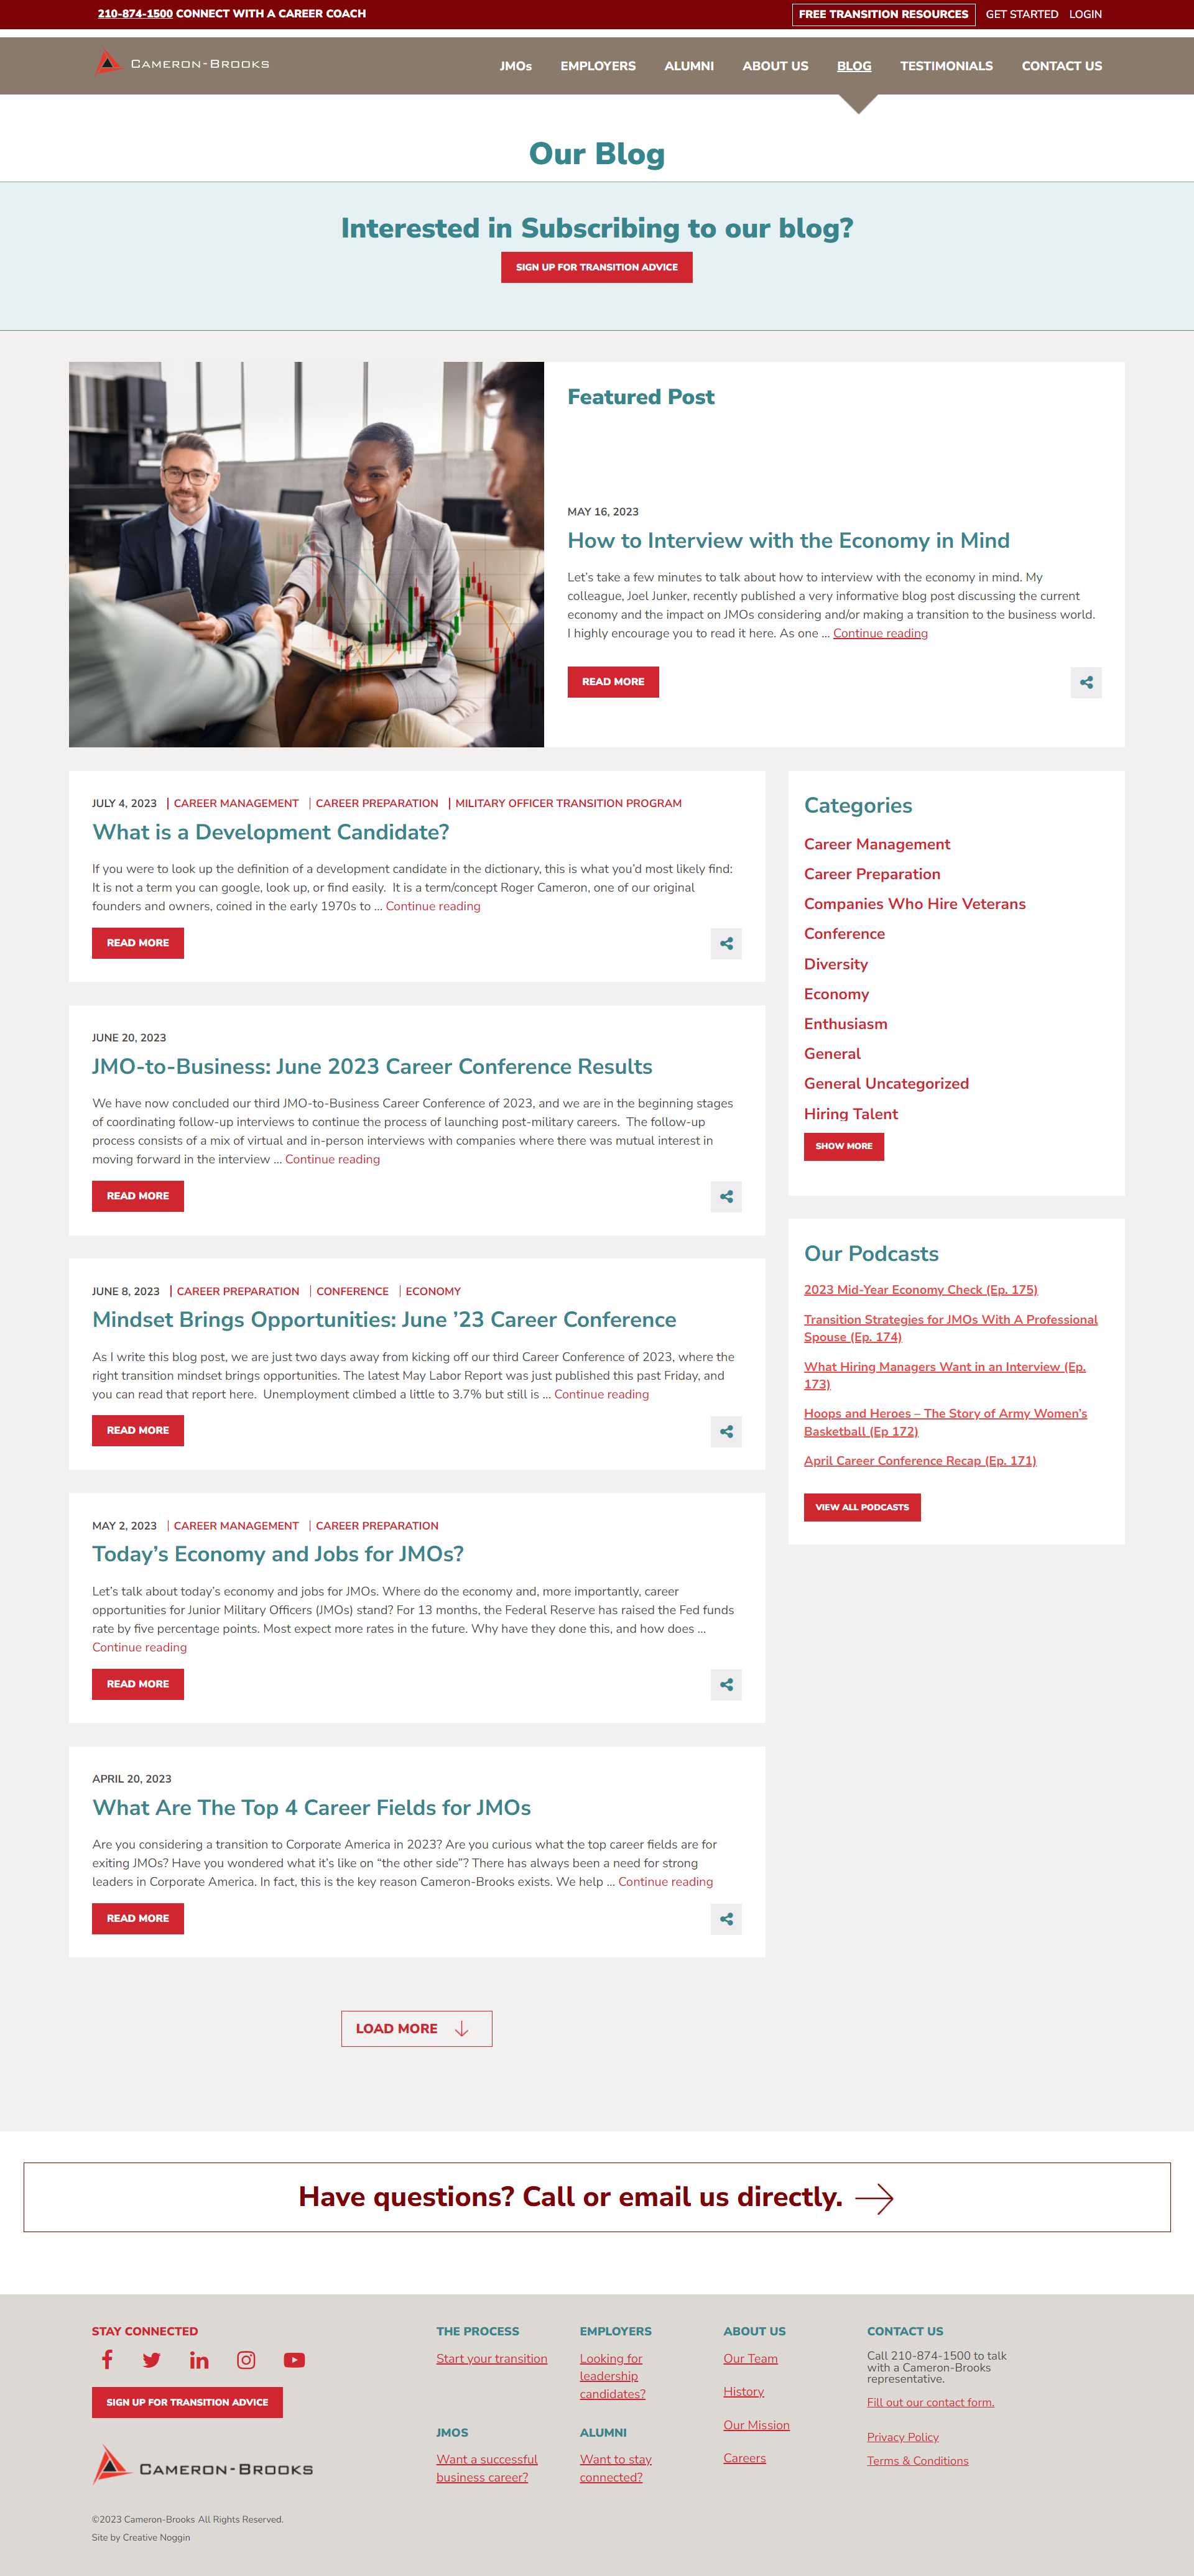 210-874-1500 CONNECT WITH A CAREER COACH
FREE TRANSITION RESOURCES
GET STARTED
LOGIN
CAMERON-BROOKS
JMOs
EMPLOYERS
ALUMNI
ABOUT US
BLOG
TESTIMONIALS
CONTACT US
Our Blog
Interested in Subscribing to our blog?
SIGN UP FOR TRANSITION ADVICE
Featured Post
MAY 16, 2023
How to Interview with the Economy in Mind
Let’s take a few minutes to talk about how to interview with the economy in mind. My
colleague, Joel Junker, recently published a very informative blog post discussing the current
economy and the impact on JMOs considering and/or making a transition to the business world.
I highly encourage you to read it here. As one ... Continue reading
READ MORE
JULY 4, 2023 | CAREER MANAGEMENT | CAREER PREPARATION | MILITARY OFFICER TRANSITION PROGRAM
What is a Development Candidate?
If you were to look up the definition of a development candidate in the dictionary, this is what you’d most likely find:
It is not a term you can google, look up, or find easily. It is a term/concept Roger Cameron, one of our original
founders and owners, coined in the early 1970s to ... Continue reading
READ MORE
JUNE 20, 2023
JMO-to-Business: June 2023 Career Conference Results
We have now concluded our third JMO-to-Business Career Conference of 2023, and we are in the beginning stages
of coordinating follow-up interviews to continue the process of launching post-military careers. The follow-up
process consists of a mix of virtual and in-person interviews with companies where there was mutual interest in
moving forward in the interview ... Continue reading
READ MORE
JUNE 8, 2023 | CAREER PREPARATION | CONFERENCE | ECONOMY
Mindset Brings Opportunities: June ’23 Career Conference
As I write this blog post, we are just two days away from kicking off our third Career Conference of 2023, where the
right transition mindset brings opportunities. The latest May Labor Report was just published this past Friday, and
you can read that report here. Unemployment climbed a little to 3.7% but still is ... Continue reading
READ MORE
MAY 2, 2023 | CAREER MANAGEMENT | CAREER PREPARATION
Today’s Economy and Jobs for JMOs?
Let’s talk about today’s economy and jobs for JMOs. Where do the economy and, more importantly, career
opportunities for Junior Military Officers (JMOs) stand? For 13 months, the Federal Reserve has raised the Fed funds
rate by five percentage points. Most expect more rates in the future. Why have they done this, and how does ...
Continue reading
READ MORE
APRIL 20, 2023
What Are The Top 4 Career Fields for JMOs
Are you considering a transition to Corporate America in 2023? Are you curious what the top career fields are for
exiting JMOs? Have you wondered what it’s like on “the other side”? There has always been a need for strong
leaders in Corporate America. In fact, this is the key reason Cameron-Brooks exists. We help ... Continue reading
READ MORE
LOAD MORE
Categories
Career Management
Career Preparation
Companies Who Hire Veterans
Conference
Diversity
Economy
Enthusiasm
General
General Uncategorized
Hiring Talent
SHOW MORE
Our Podcasts
2023 Mid-Year Economy Check (Ep. 175)
Transition Strategies for JMOs With A Professional
Spouse (Ep. 174)
What Hiring Managers Want in an Interview (Ep.
173)
Hoops and Heroes – The Story of Army Women’s
Basketball (Ep 172)
April Career Conference Recap (Ep. 171)
VIEW ALL PODCASTS
Have questions? Call or email us directly.
STAY CONNECTED
SIGN UP FOR TRANSITION ADVICE
CAMERON-BROOKS
©2023 Cameron-Brooks All Rights Reserved.
Site by Creative Noggin
THE PROCESS
Start your transition
JMOS
Want a successful
business career?
EMPLOYERS
Looking for
leadership
candidates?
ALUMNI
Want to stay
connected?
ABOUT US
Our Team
History
Our Mission
Careers
CONTACT US
Call 210-874-1500 to talk
with a Cameron-Brooks
representative.
Fill out our contact form.
Privacy Policy
Terms & Conditions